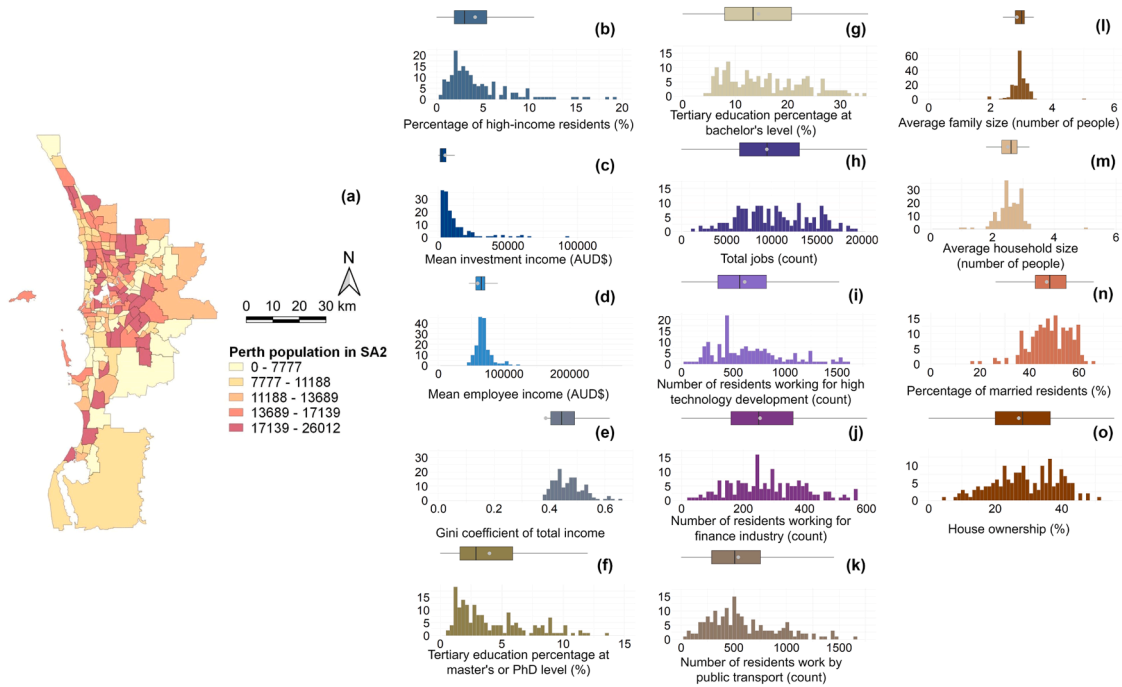 (a)
N
0 10 20 30 km
Perth population in SA2
0 - 7777
7777 - 11188
11188 - 13689
13689 - 17139
17139 - 26012
(b)
20
15
10
5
0
0 5 10 15 20
Percentage of high-income residents (%)
(c)
30
20
10
0
0 50000 100000
Mean investment income (AUD$)
(d)
40
30
20
10
0
0 100000 200000
Mean employee income (AUD$)
(e)
30
20
10
0
0.0 0.2 0.4 0.6
Gini coefficient of total income
(f)
15
10
5
0
0 5 10 15
Tertiary education percentage at
master's or PhD level (%)
(g)
15
10
5
0
0 10 20 30
Tertiary education percentage at
bachelor's level (%)
(h)
15
10
5
0
0 5000 10000 15000 20000
Total jobs (count)
(i)
20
15
10
5
0
0 300 600 900 1200 1500
Number of residents working for high
technology development (count)
(j)
15
10
5
0
0 200 400 600
Number of residents working for
finance industry (count)
(k)
15
10
5
0
0 500 1000 1500
Number of residents work by
public transport (count)
(l)
60
40
20
0
0 2 4 6
Average family size (number of people)
(m)
30
20
10
0
0 2 4 6
Average household size
(number of people)
(n)
15
10
5
0
0 20 40 60
Percentage of married residents (%)
(o)
10
5
0
0 20 40
House ownership (%)